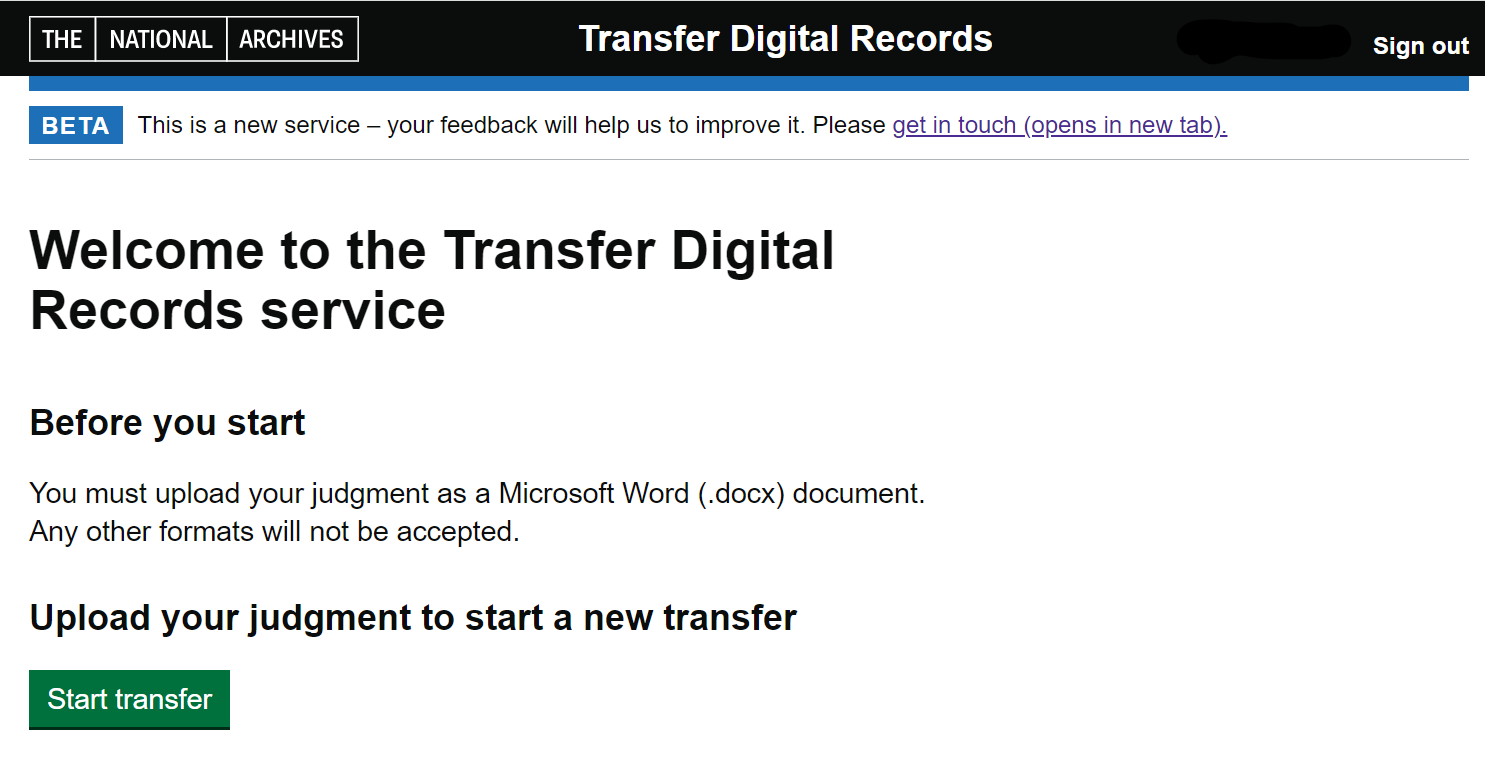 THE NATIONAL ARCHIVES
Transfer Digital Records
Sign out
BETA This is a new service – your feedback will help us to improve it. Please get in touch (opens in new tab).
Welcome to the Transfer Digital
Records service
Before you start
You must upload your judgment as a Microsoft Word (.docx) document.
Any other formats will not be accepted.
Upload your judgment to start a new transfer
Start transfer